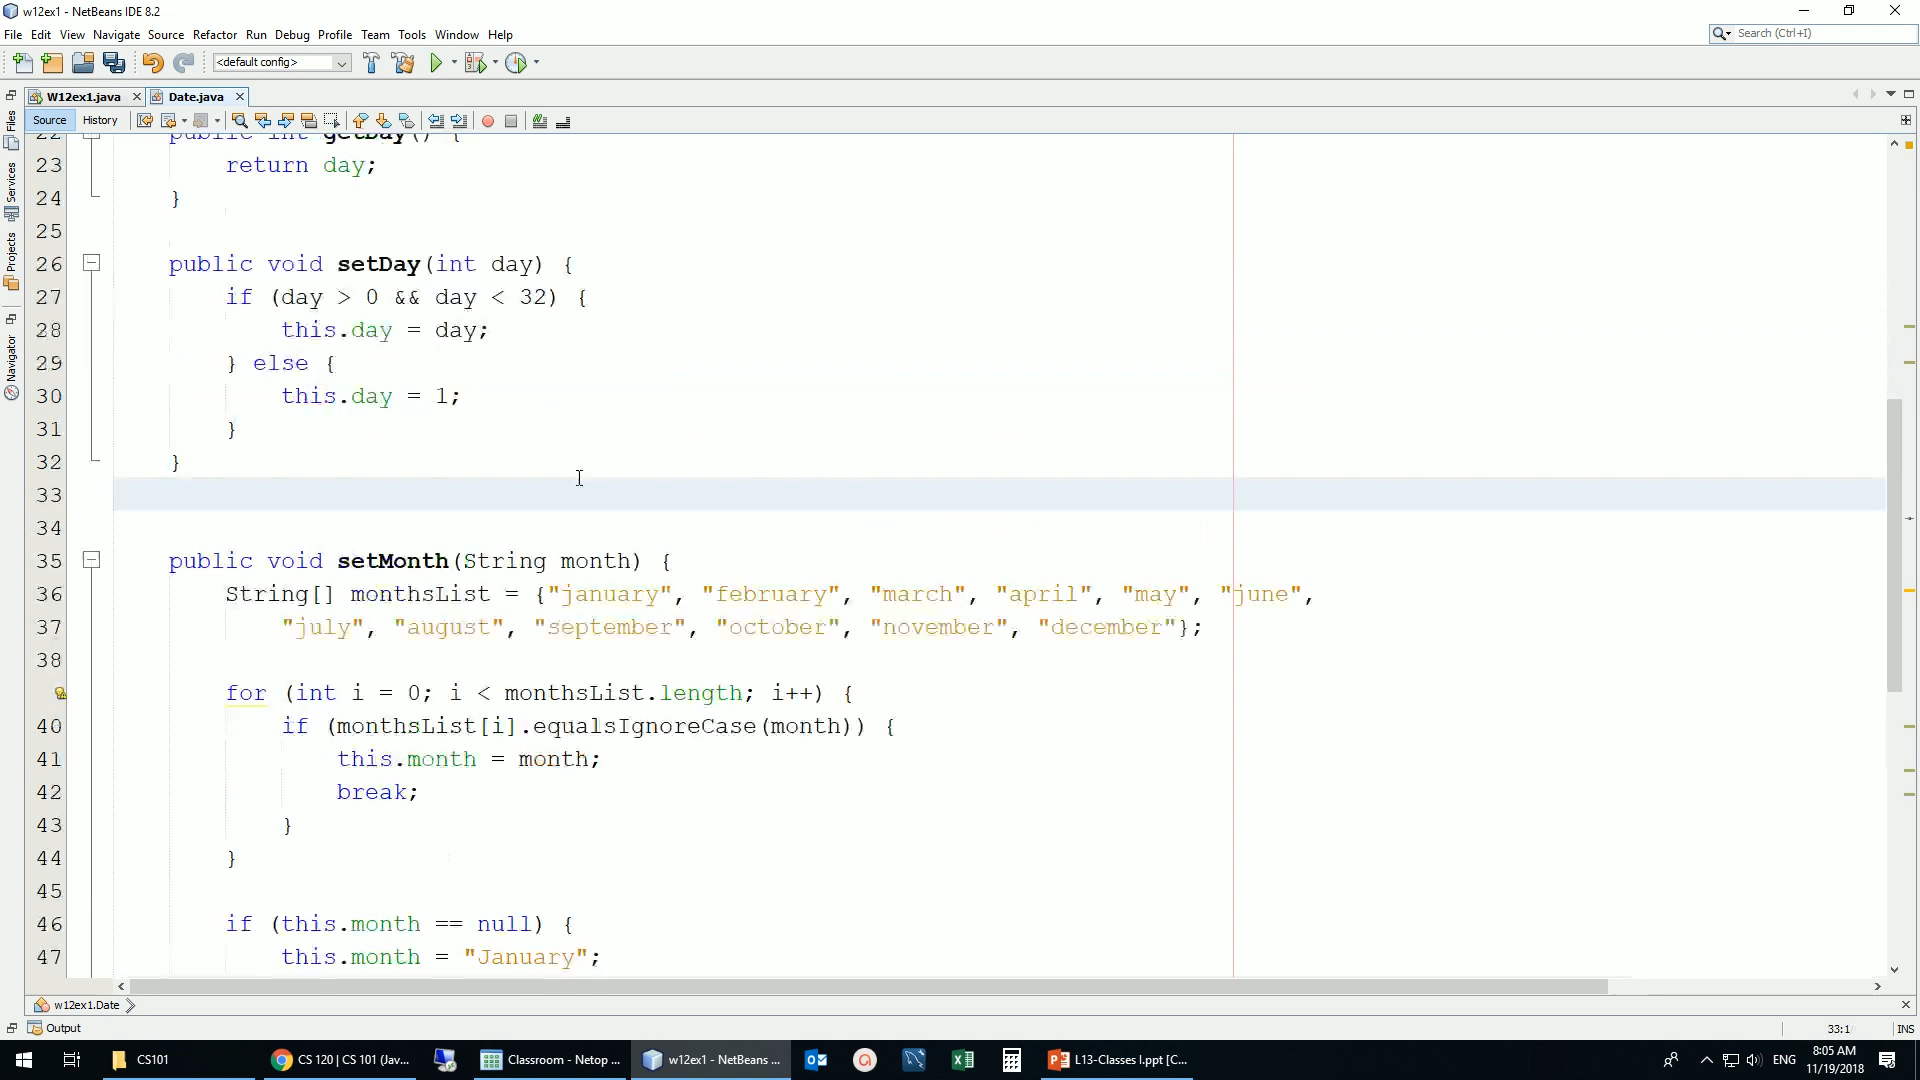 w12ex1 - NetBeans IDE 8.2
File Edit View Navigate Source Refactor Run Debug Profile Team Tools Window Help
Search (Ctrl+I)
<default config>
W12ex1.java
Date.java
Source History
Files
Services
Projects
Navigator
22 public int getDay() {
23 return day;
24 }
25
26 public void setDay(int day) {
27 if (day > 0 && day < 32) {
28 this.day = day;
29 } else {
30 this.day = 1;
31 }
32 }
33
34
35 public void setMonth(String month) {
36 String[] monthsList = {"january", "february", "march", "april", "may", "june",
37 "july", "august", "september", "october", "november", "december"};
38
for (int i = 0; i < monthsList.length; i++) {
40 if (monthsList[i].equalsIgnoreCase(month)) {
41 this.month = month;
42 break;
43 }
44 }
45
46 if (this.month == null) {
47 this.month = "January";
w12ex1.Date
Output
33:1 INS
CS101
CS 120 | CS 101 (Jav...
Classroom - Netop ...
w12ex1 - NetBeans ...
L13-Classes I.ppt [C...
ENG
8:05 AM
11/19/2018